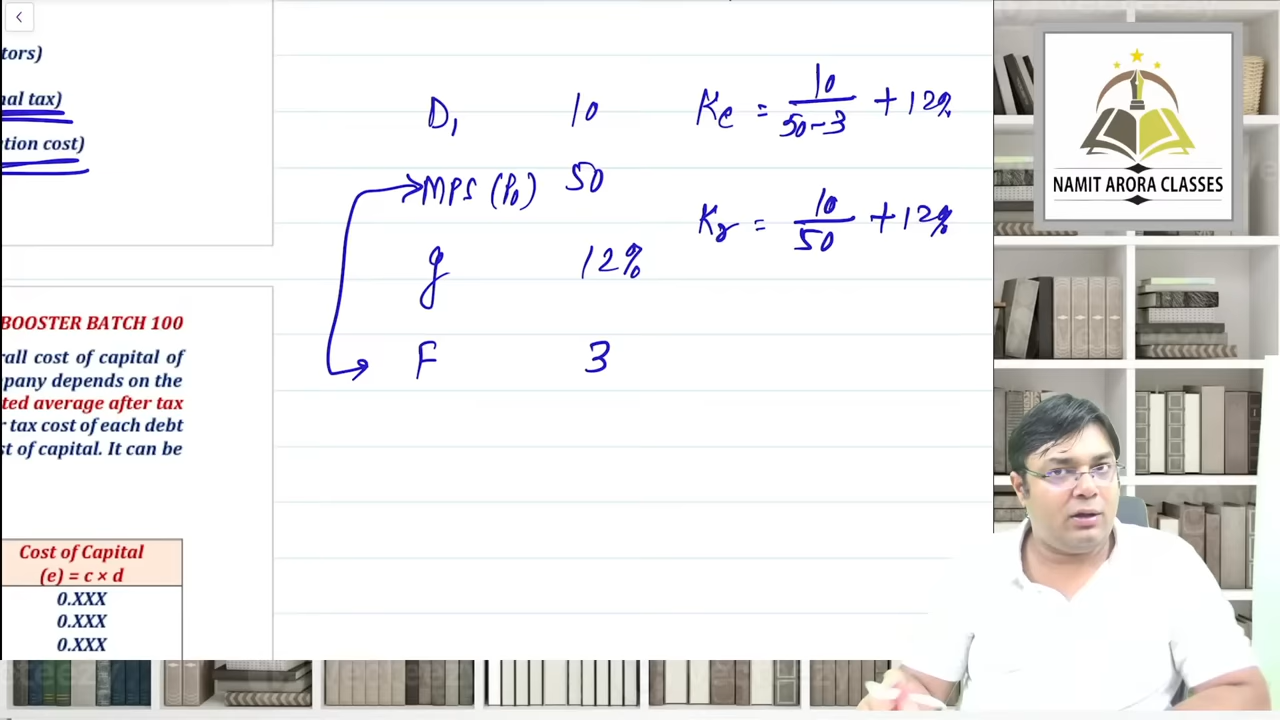 tors)
nal tax)
tion cost)
BOOSTER BATCH 100
rall cost of capital of
pany depends on the
ted average after tax
r tax cost of each debt
st of capital. It can be
Cost of Capital
(e) = c × d
0.XXX
0.XXX
0.XXX
D₁ 10
MPS (P₀) 50
g 12%
F 3
Ke = 10/50-3 + 12%
Kr = 10/50 + 12%
NAMIT ARORA CLASSES